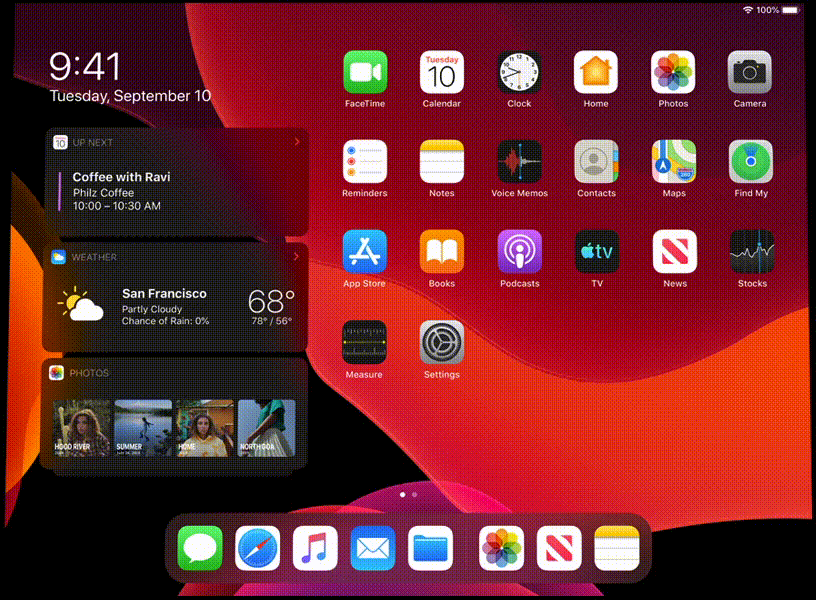 100%
9:41
Tuesday, September 10
10
UP NEXT
Coffee with Ravi
Philz Coffee
10:00 – 10:30 AM
WEATHER
San Francisco
Partly Cloudy
Chance of Rain: 0%
68°
78° / 56°
PHOTOS
HOOD RIVER
SUMMER
HOME
NORTH GOA
Tuesday
10
FaceTime
Calendar
Clock
Home
Photos
Camera
280
Reminders
Notes
Voice Memos
Contacts
Maps
Find My
tv
App Store
Books
Podcasts
TV
News
Stocks
Measure
Settings